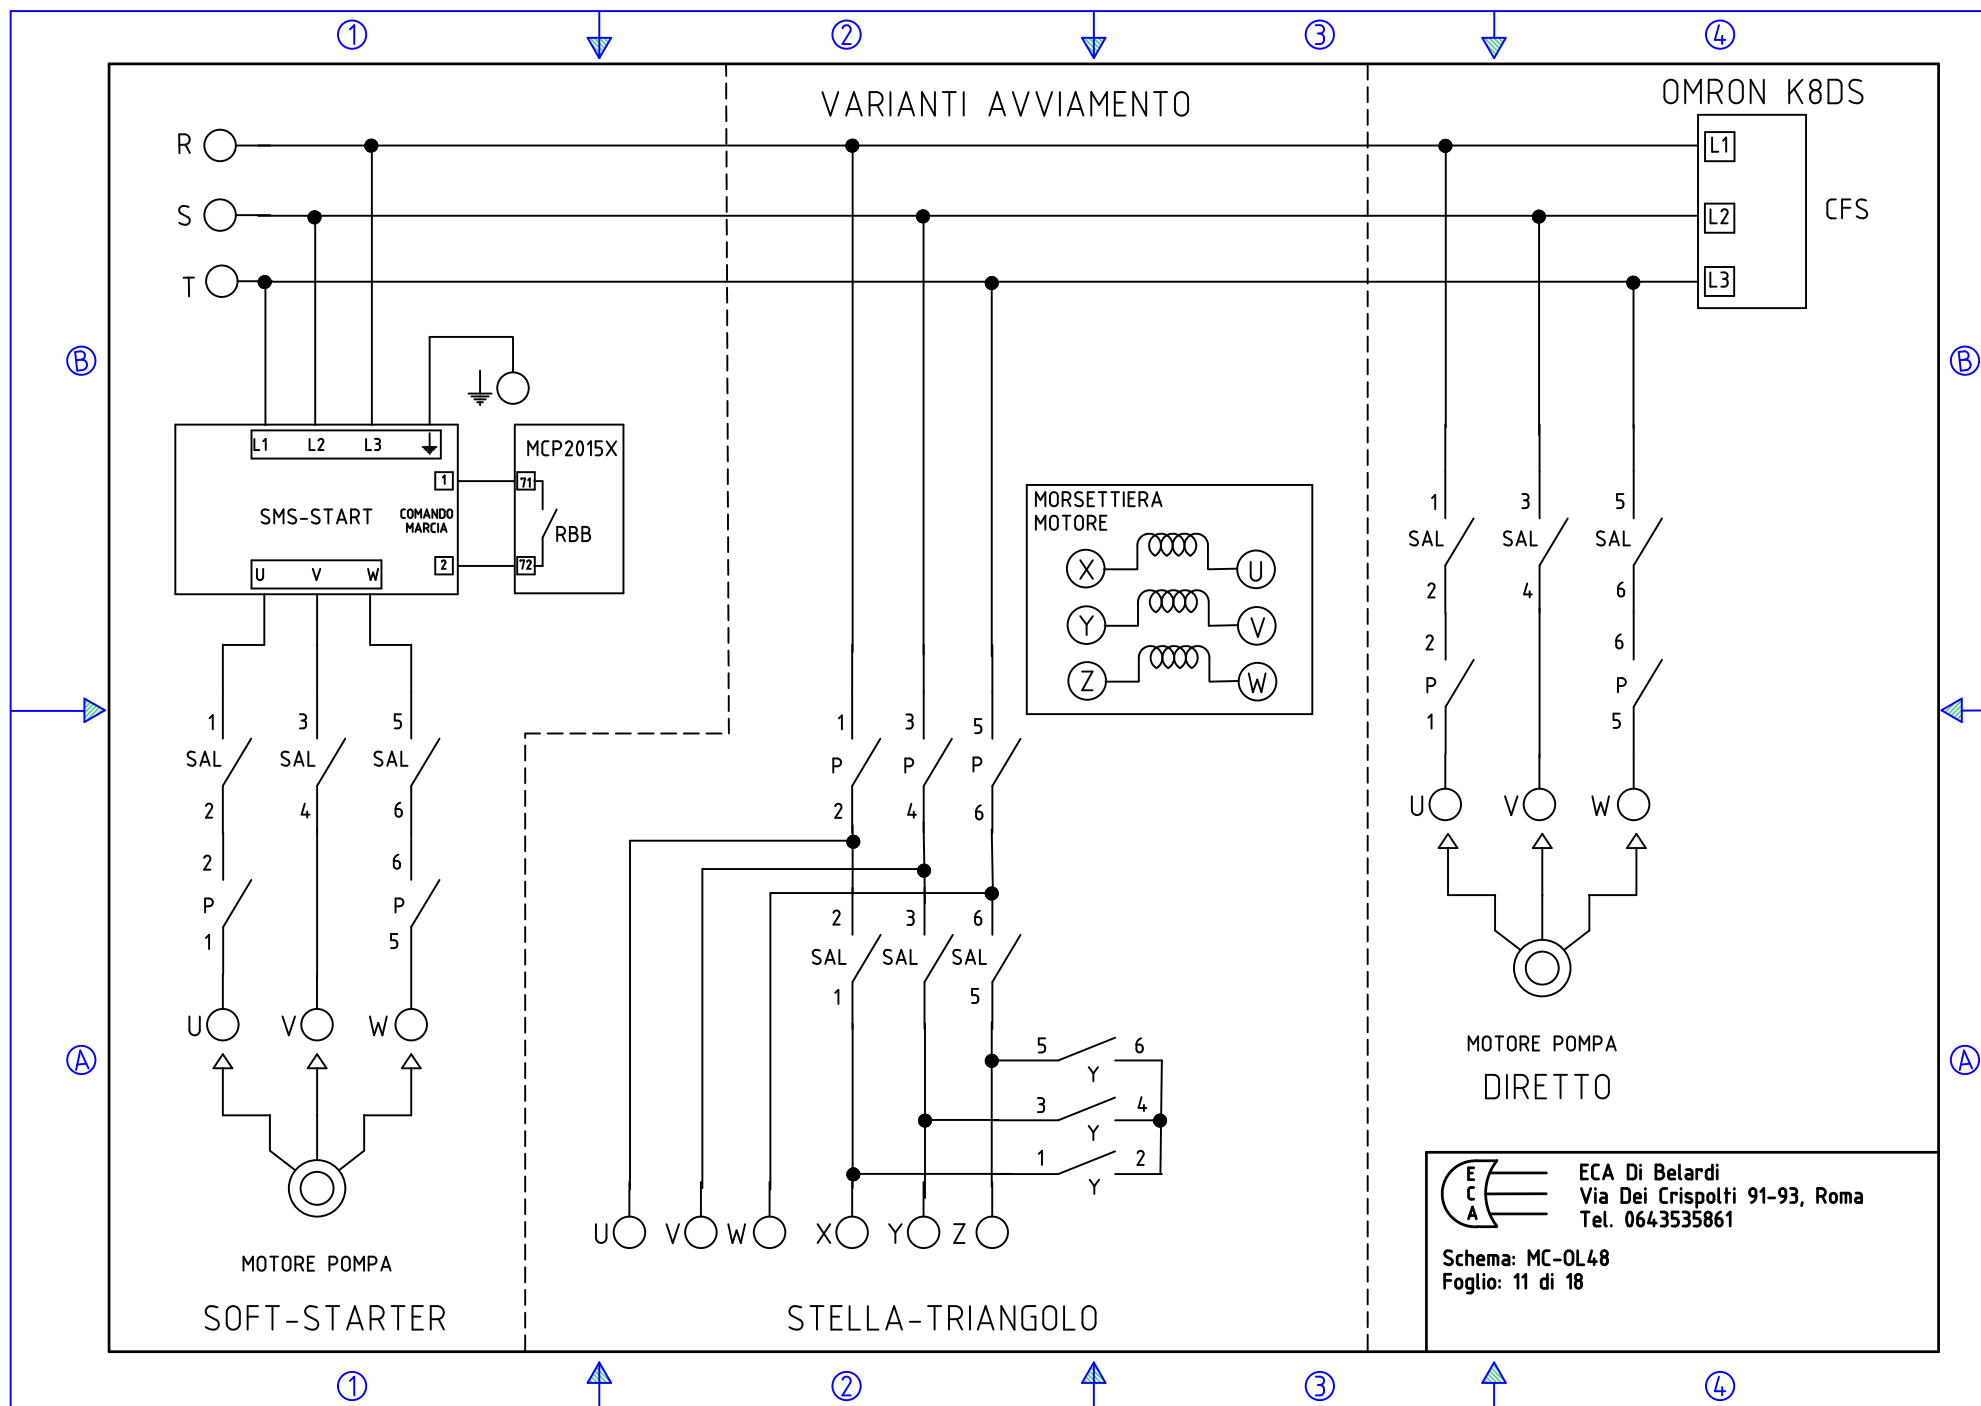 1 2 3 4
VARIANTI AVVIAMENTO
OMRON K8DS
R
L1
S
L2
CFS
T
L3
B
B
L1 L2 L3
MCP2015X
1
71
SMS-START
COMANDO
MARCIA
RBB
2
72
U V W
MORSETTIERA
MOTORE
X U
Y V
Z W
1 3 5
SAL SAL SAL
2 4 6
2 6
P P
1 5
U V W
MOTORE POMPA
DIRETTO
1 3 5
SAL SAL SAL
2 4 6
2 6
P P
1 5
U V W
MOTORE POMPA
SOFT-STARTER
1 3 5
P P P
2 4 6
2 3 6
SAL SAL SAL
1 5
5 6
Y
3 4
Y
1 2
Y
U V W X Y Z
STELLA-TRIANGOLO
A
A
E
C
A
ECA Di Belardi
Via Dei Crispolti 91-93, Roma
Tel. 0643535861
Schema: MC-OL48
Foglio: 11 di 18
1 2 3 4